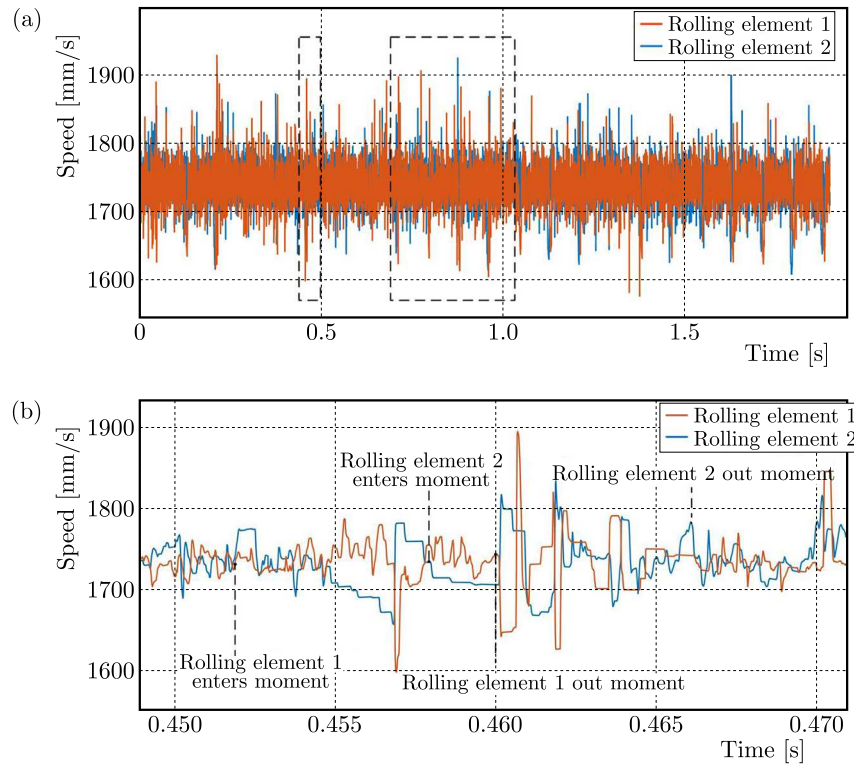 (a)
Speed [mm/s]
1900
1800
1700
1600
Rolling element 1
Rolling element 2
0
0.5
1.0
1.5
Time [s]
(b)
Speed [mm/s]
1900
1800
1700
1600
Rolling element 1
Rolling element 2
Rolling element 2
enters moment
Rolling element 2 out moment
Rolling element 1
enters moment
Rolling element 1 out moment
0.450
0.455
0.460
0.465
0.470
Time [s]